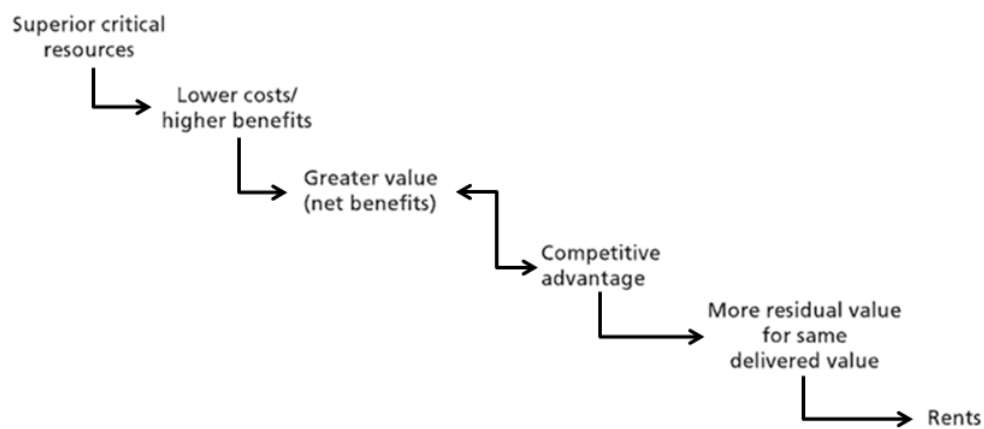 Superior critical
resources
Lower costs/
higher benefits
Greater value
(net benefits)
Competitive
advantage
More residual value
for same
delivered value
Rents